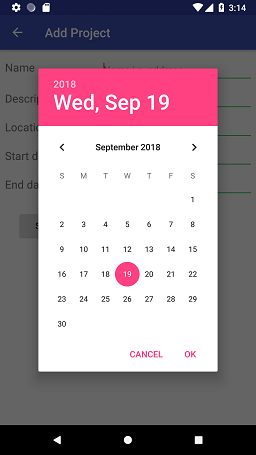 3:14
Add Project
Name
Descrip
Locatio
Start d
End da
2018
Wed, Sep 19
September 2018
S M T W T F S
1
2 3 4 5 6 7 8
9 10 11 12 13 14 15
16 17 18 19 20 21 22
23 24 25 26 27 28 29
30
CANCEL OK